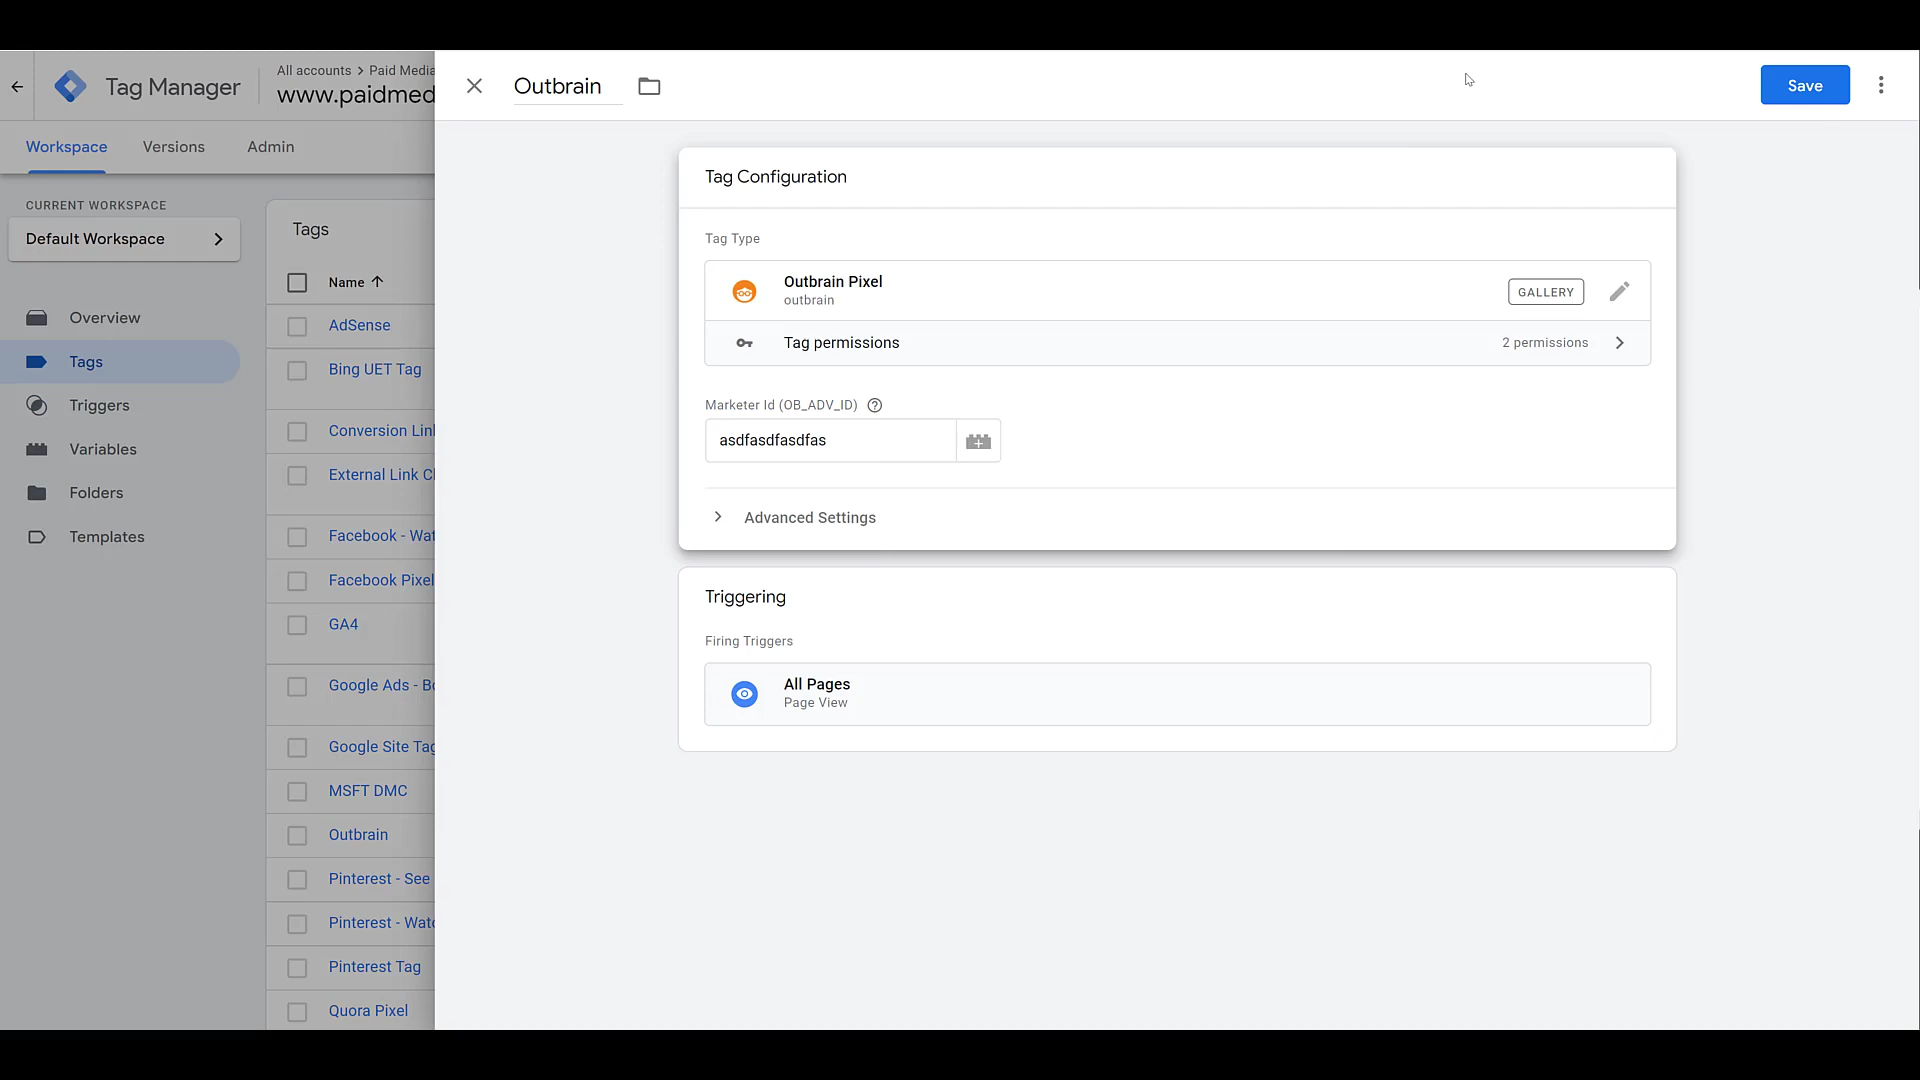 Tag Manager
All accounts > Paid Media
www.paidmed
Outbrain
Save
Workspace
Versions
Admin
CURRENT WORKSPACE
Default Workspace
Overview
Tags
Triggers
Variables
Folders
Templates
Tags
Name
AdSense
Bing UET Tag
Conversion Lin
External Link Cl
Facebook - Wat
Facebook Pixel
GA4
Google Ads - Bo
Google Site Tag
MSFT DMC
Outbrain
Pinterest - See
Pinterest - Watc
Pinterest Tag
Quora Pixel
Tag Configuration
Tag Type
Outbrain Pixel
outbrain
GALLERY
Tag permissions
2 permissions
Marketer Id (OB_ADV_ID)
asdfasdfasdfas
Advanced Settings
Triggering
Firing Triggers
All Pages
Page View